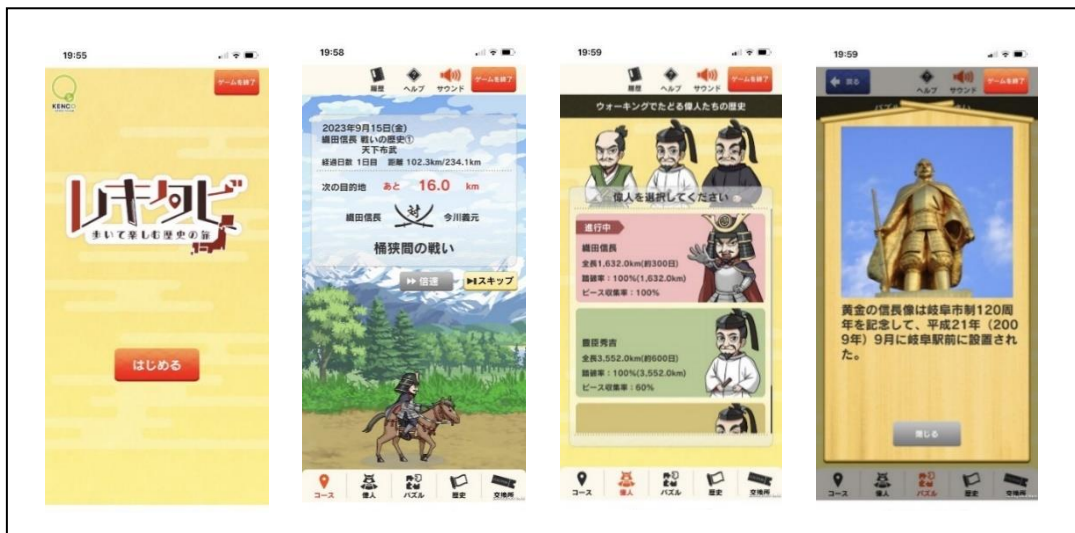 19:55
KENCO
ゲームを終了
レキタビ
歩いて楽しむ歴史の旅
はじめる
19:58
履歴
ヘルプ
サウンド
ゲームを終了
2023年9月15日(金)
織田信長 戦いの歴史①
天下布武
経過日数 1日目 距離 102.3km/234.1km
次の目的地 あと 16.0 km
織田信長 対 今川義元
桶狭間の戦い
倍速
スキップ
コース
偉人
パズル
歴史
交換所
19:59
履歴
ヘルプ
サウンド
ゲームを終了
ウォーキングでたどる偉人たちの歴史
偉人を選択してください
進行中
織田信長
全長1,632.0km(約300日)
踏破率：100%(1,632.0km)
ピース収集率：100%
豊臣秀吉
全長3,552.0km(約600日)
踏破率：100%(3,552.0km)
ピース収集率：60%
コース
偉人
パズル
歴史
交換所
19:59
戻る
ヘルプ
サウンド
ゲームを終了
黄金の信長像は岐阜市制120周
年を記念して、平成21年（200
9年）9月に岐阜駅前に設置され
た。
閉じる
コース
偉人
パズル
歴史
交換所